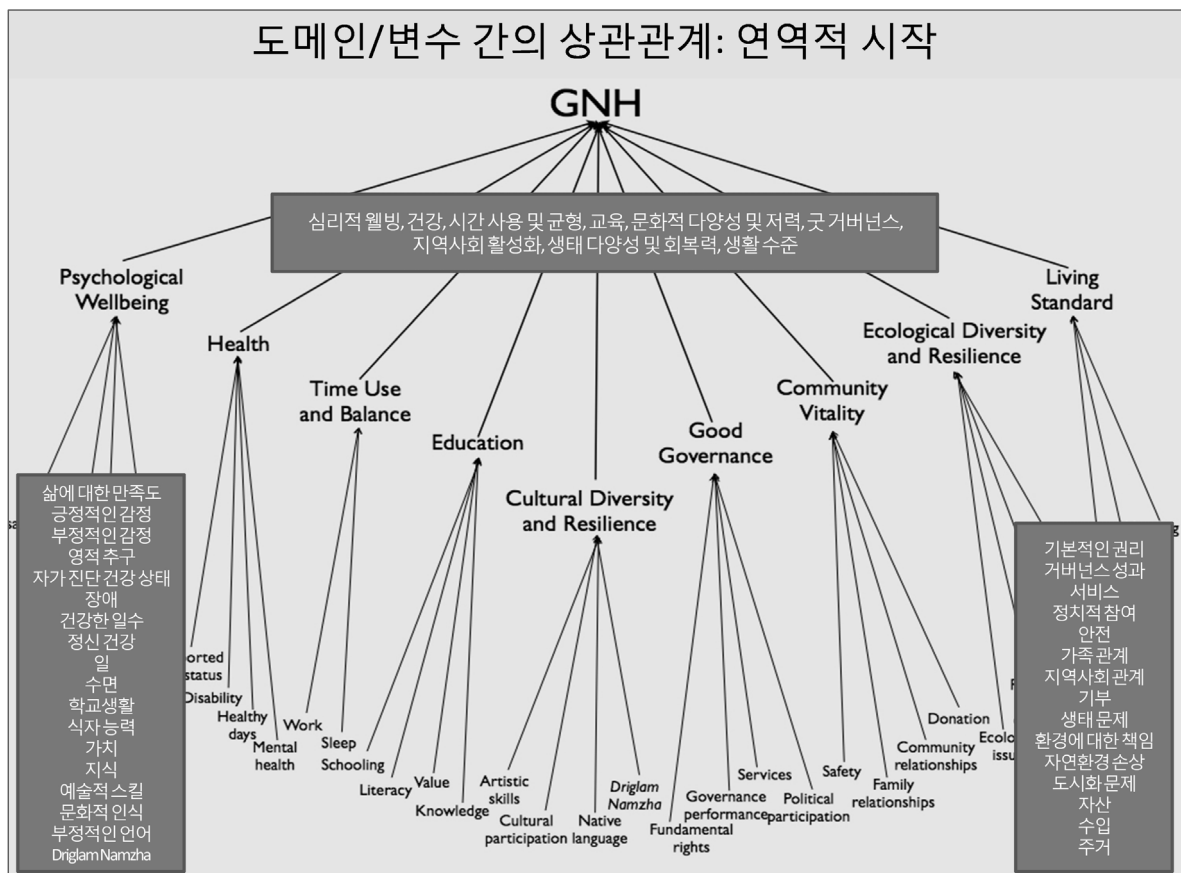 도메인/변수 간의 상관관계: 연역적 시작
GNH
심리적 웰빙, 건강, 시간 사용 및 균형, 교육, 문화적 다양성 및 저력, 굿 거버넌스,
지역사회 활성화, 생태 다양성 및 회복력, 생활 수준
Psychological
Wellbeing
Health
Time Use
and Balance
Education
Cultural Diversity
and Resilience
Good
Governance
Community
Vitality
Ecological Diversity
and Resilience
Living
Standard
삶에 대한 만족도
긍정적인 감정
부정적인 감정
영적 추구
자가 진단 건강 상태
장애
건강한 일수
정신 건강
일
수면
학교생활
식자 능력
가치
지식
예술적 스킬
문화적 인식
부정적인 언어
Driglam Namzha
status
Disability
Healthy
days
Mental
health
Work
Sleep
Schooling
Literacy
Value
Knowledge
Artistic
skills
Cultural
participation
Native
language
Driglam
Namzha
Fundamental
rights
Governance
performance
Services
Political
participation
Safety
Family
relationships
Community
relationships
Donation
기본적인 권리
거버넌스 성과
서비스
정치적 참여
안전
가족 관계
지역사회 관계
기부
생태 문제
환경에 대한 책임
자연환경 손상
도시화 문제
자산
수입
주거